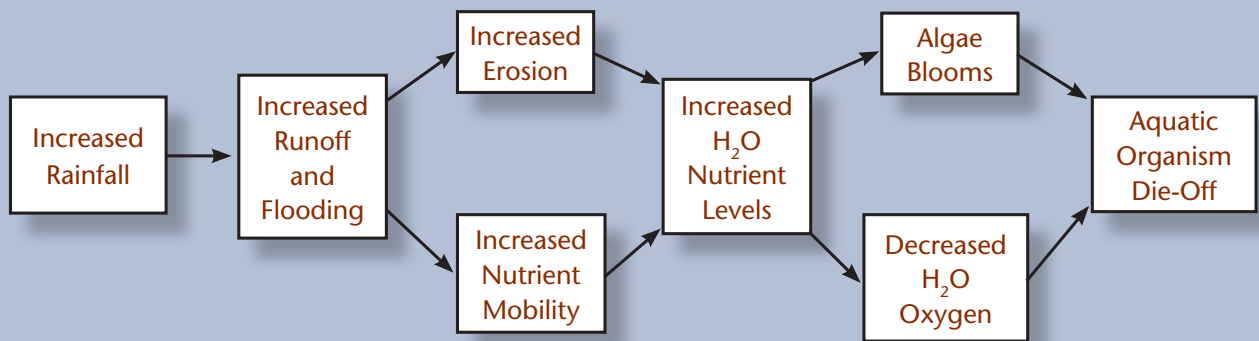 Increased
Rainfall
Increased
Runoff
and
Flooding
Increased
Erosion
Increased
Nutrient
Mobility
Increased
H₂O
Nutrient
Levels
Algae
Blooms
Decreased
H₂O
Oxygen
Aquatic
Organism
Die-Off